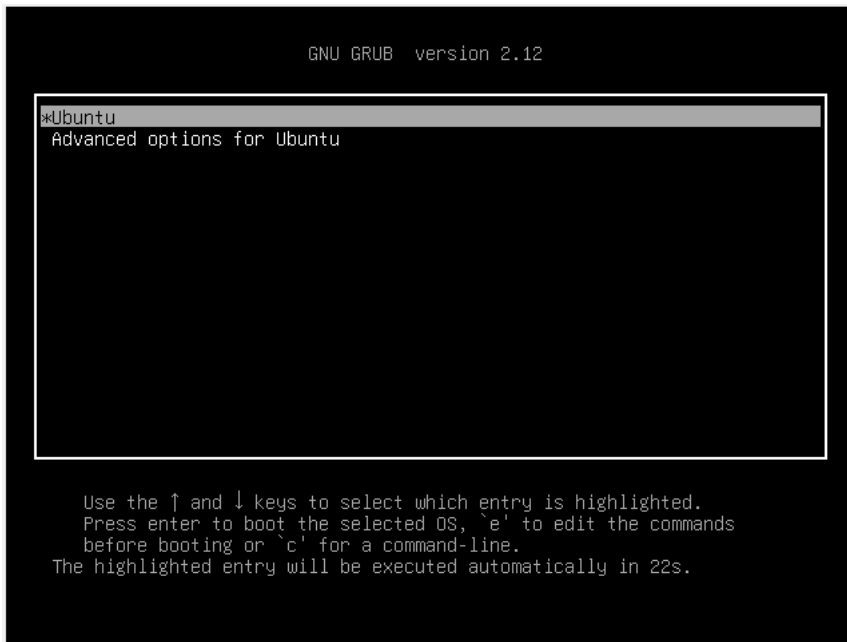 GNU GRUB  version 2.12
*Ubuntu
Advanced options for Ubuntu
Use the ↑ and ↓ keys to select which entry is highlighted.
Press enter to boot the selected OS, `e' to edit the commands
before booting or `c' for a command-line.
The highlighted entry will be executed automatically in 22s.